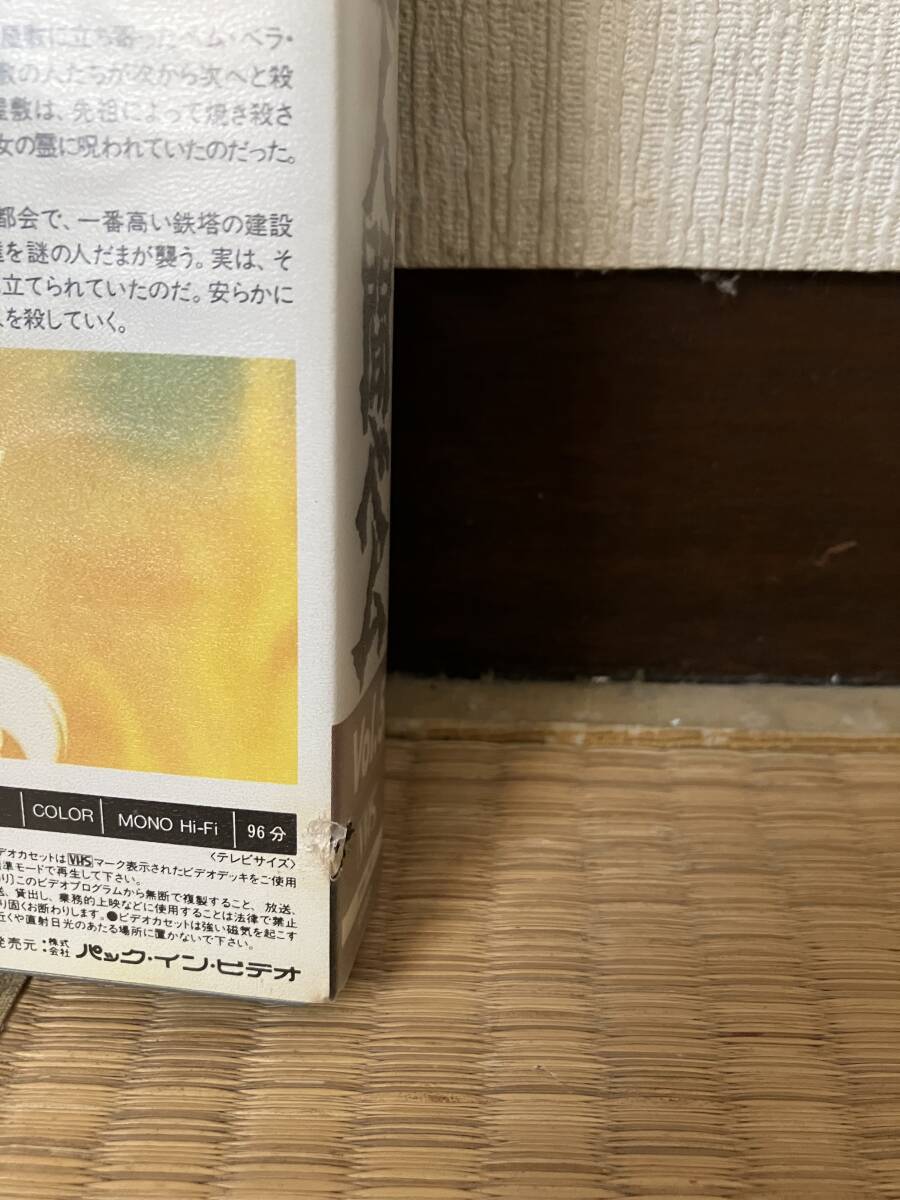 屋敷に立ち寄ったベム・ベラ・
敷の人たちが次から次へと殺
屋敷は、先祖によって焼き殺さ
女の霊に呪われていたのだった。
都会で、一番高い鉄塔の建設
達を謎の人だまが襲う。実は、そ
立てられていたのだ。安らかに
を殺していく。
人間ベム
Vol.
COLOR
MONO Hi-Fi
96分
〈テレビサイズ〉
デオカセットはVHSマーク表示されたビデオデッキをご使用
準モードで再生して下さい。
り]このビデオプログラムから無断で複製すること、放送、
、貸出し、業務的上映などに使用することは法律で禁止
り固くお断わりします。●ビデオカセットは強い磁気を起こす
近くや直射日光のあたる場所に置かないで下さい。
発売元:株式会社 パック・イン・ビデオ